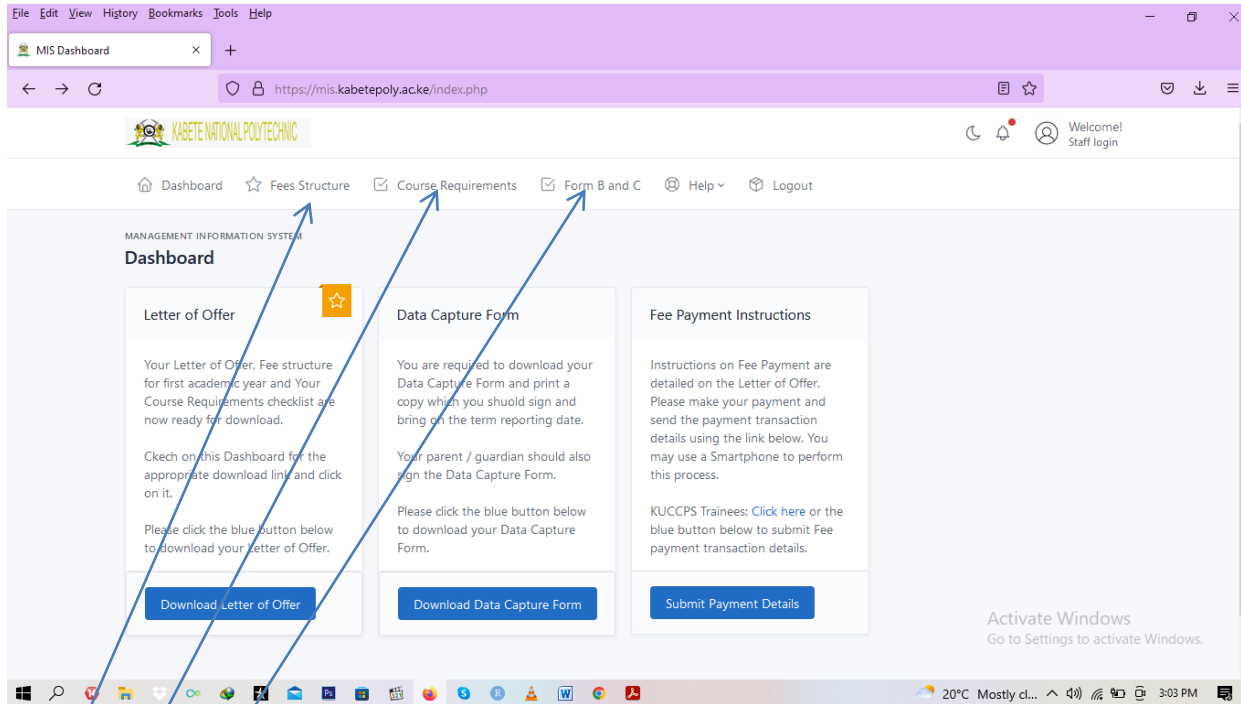 File Edit View History Bookmarks Tools Help
MIS Dashboard
https://mis.kabetepoly.ac.ke/index.php
KABETE NATIONAL POLYTECHNIC
Welcome!
Staff login
Dashboard Fees Structure Course Requirements Form B and C Help Logout
MANAGEMENT INFORMATION SYSTEM
Dashboard
Letter of Offer
Your Letter of Offer, Fee structure
for first academic year and Your
Course Requirements checklist are
now ready for download.
Ckech on this Dashboard for the
appropriate download link and click
on it.
Please click the blue button below
to download your Letter of Offer.
Download Letter of Offer
Data Capture Form
You are required to download your
Data Capture Form and print a
copy which you shuold sign and
bring on the term reporting date.
Your parent / guardian should also
sign the Data Capture Form.
Please click the blue button below
to download your Data Capture
Form.
Download Data Capture Form
Fee Payment Instructions
Instructions on Fee Payment are
detailed on the Letter of Offer.
Please make your payment and
send the payment transaction
details using the link below. You
may use a Smartphone to perform
this process.
KUCCPS Trainees: Click here or the
blue button below to submit Fee
payment transaction details.
Submit Payment Details
Activate Windows
Go to Settings to activate Windows.
Ps
S
R
W
20°C Mostly cl... 3:03 PM